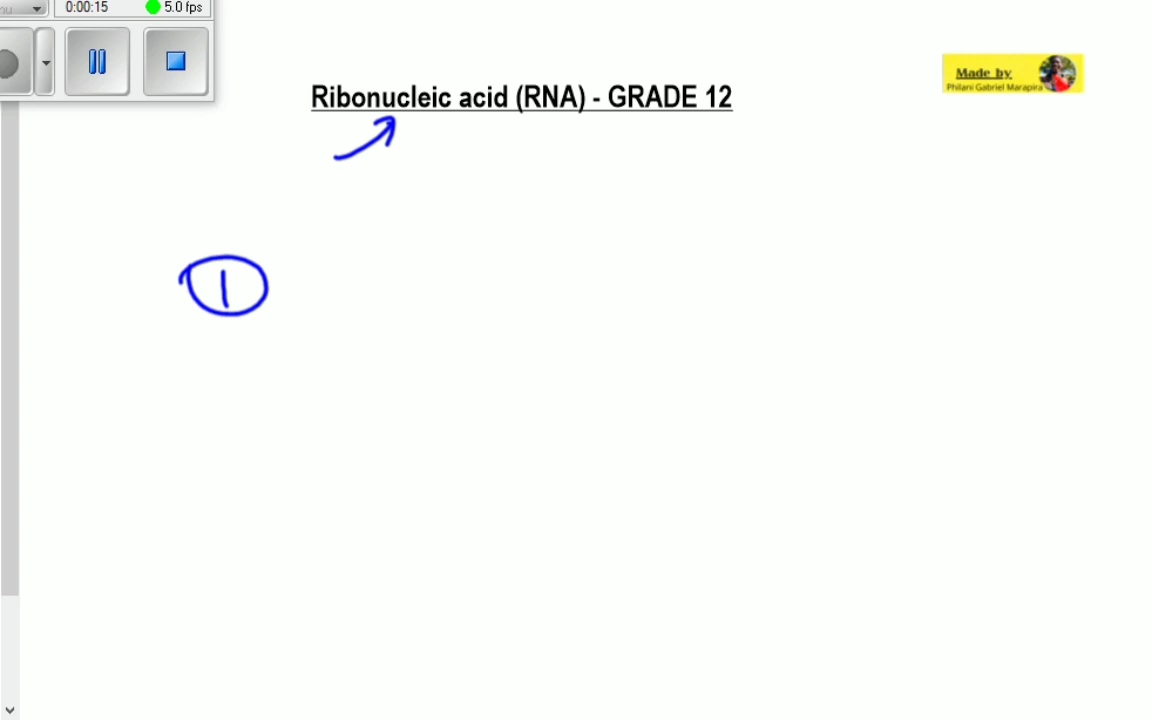 0:00:15 5.0 fps
Ribonucleic acid (RNA) - GRADE 12
Made by
Philani Gabriel Marapira
1